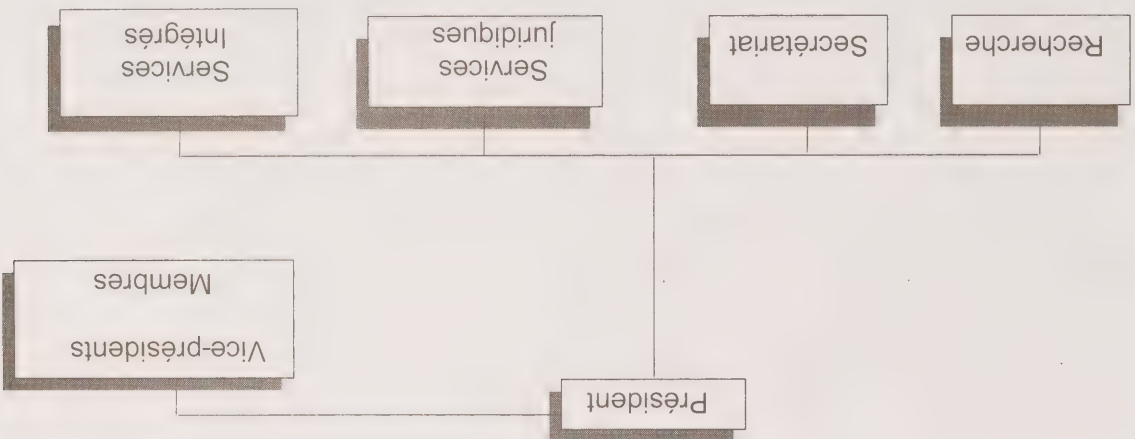 Président
Vice-présidents
Membres
Recherche
Secrétariat
Services
juridiques
Services
Intégrés